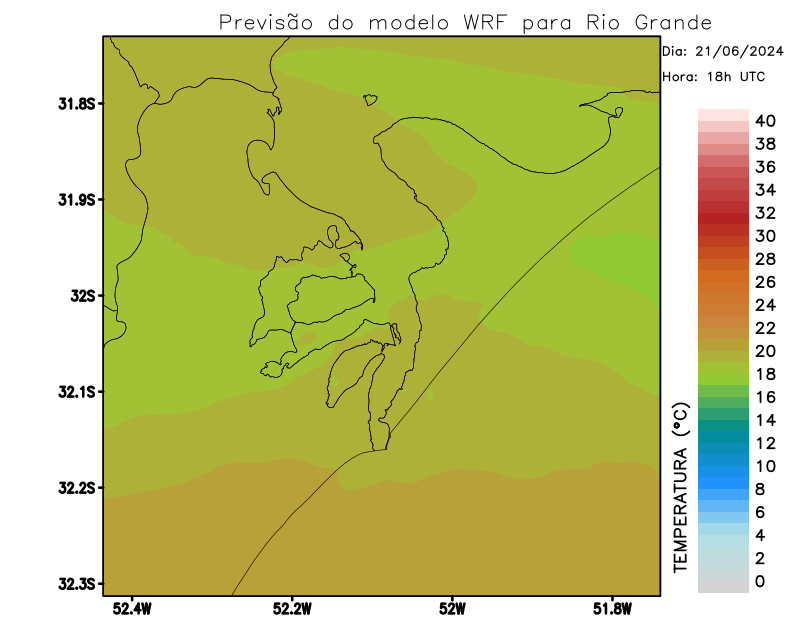 Previsão do modelo WRF para Rio Grande
Dia: 21/06/2024
Hora: 18h UTC
31.8S
31.9S
32S
32.1S
32.2S
32.3S
52.4W
52.2W
52W
51.8W
TEMPERATURA (°C)
40
38
36
34
32
30
28
26
24
22
20
18
16
14
12
10
8
6
4
2
0